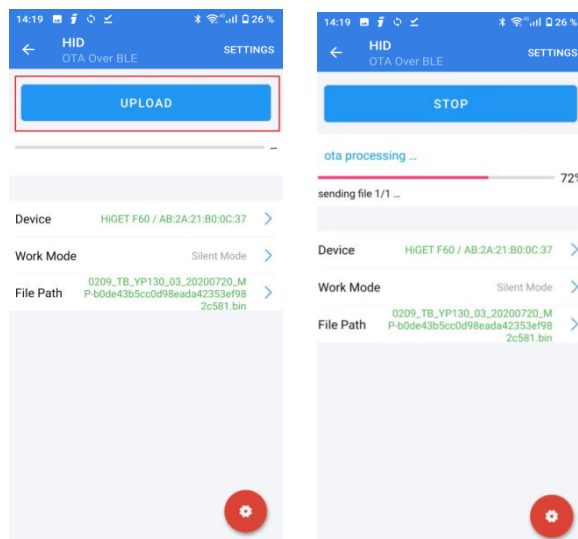 14:19 26 %
HID
OTA Over BLE
SETTINGS
UPLOAD
--
Device HiGET F60 / AB:2A:21:B0:0C:37
Work Mode Silent Mode
File Path 0209_TB_YP130_03_20200720_M
P-b0de43b5cc0d98eada42353ef98
2c581.bin
14:19 26 %
HID
OTA Over BLE
SETTINGS
STOP
ota processing ...
72%
sending file 1/1 ...
Device HiGET F60 / AB:2A:21:B0:0C:37
Work Mode Silent Mode
File Path 0209_TB_YP130_03_20200720_M
P-b0de43b5cc0d98eada42353ef98
2c581.bin